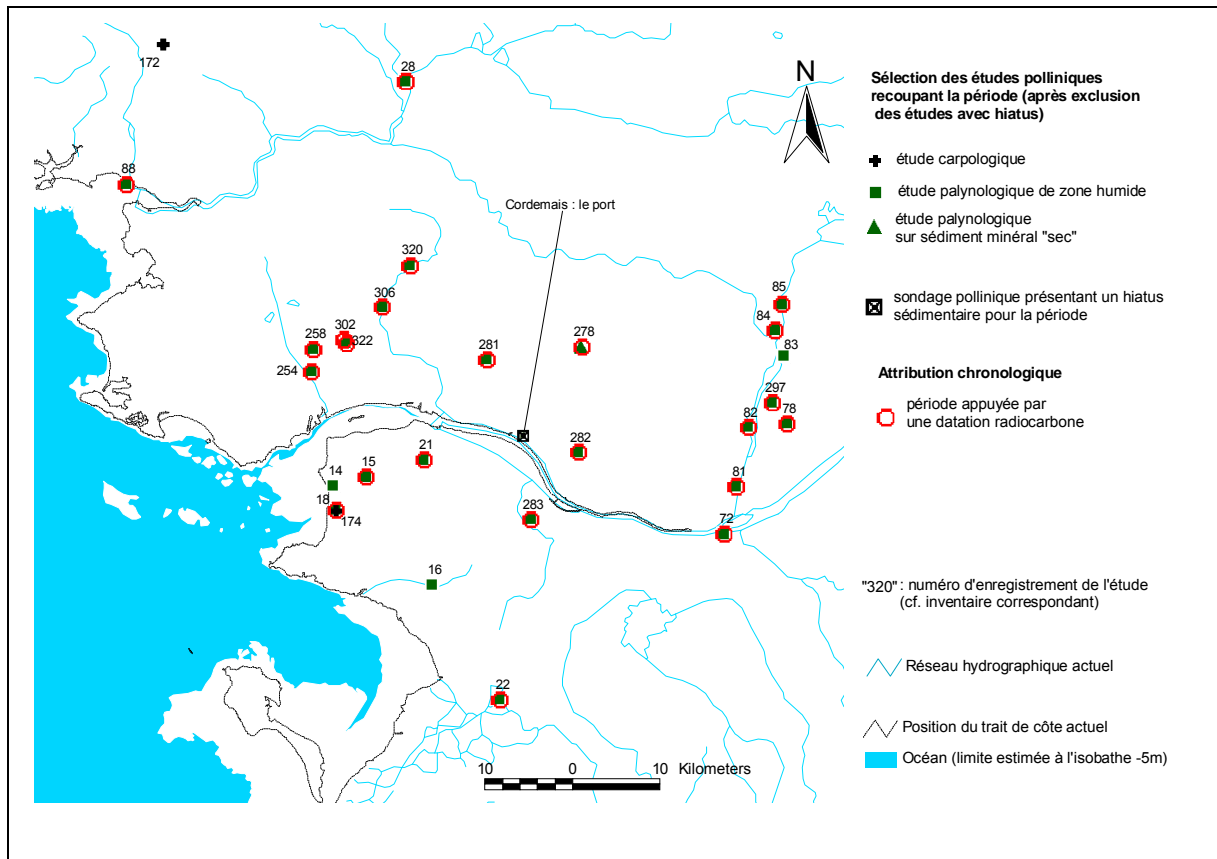 172
28
88
N
Cordemais : le port
320
306
302
322
258
254
281
278
85
84
83
297
82
78
282
21
15
14
18
174
283
81
72
16
22
10 0 10 Kilometers
Sélection des études polliniques
recoupant la période (après exclusion
des études avec hiatus)
étude carpologique
étude palynologique de zone humide
étude palynologique
sur sédiment minéral "sec"
sondage pollinique présentant un hiatus
sédimentaire pour la période
Attribution chronologique
période appuyée par
une datation radiocarbone
"320" : numéro d'enregistrement de l'étude
(cf. inventaire correspondant)
Réseau hydrographique actuel
Position du trait de côte actuel
Océan (limite estimée à l'isobathe -5m)